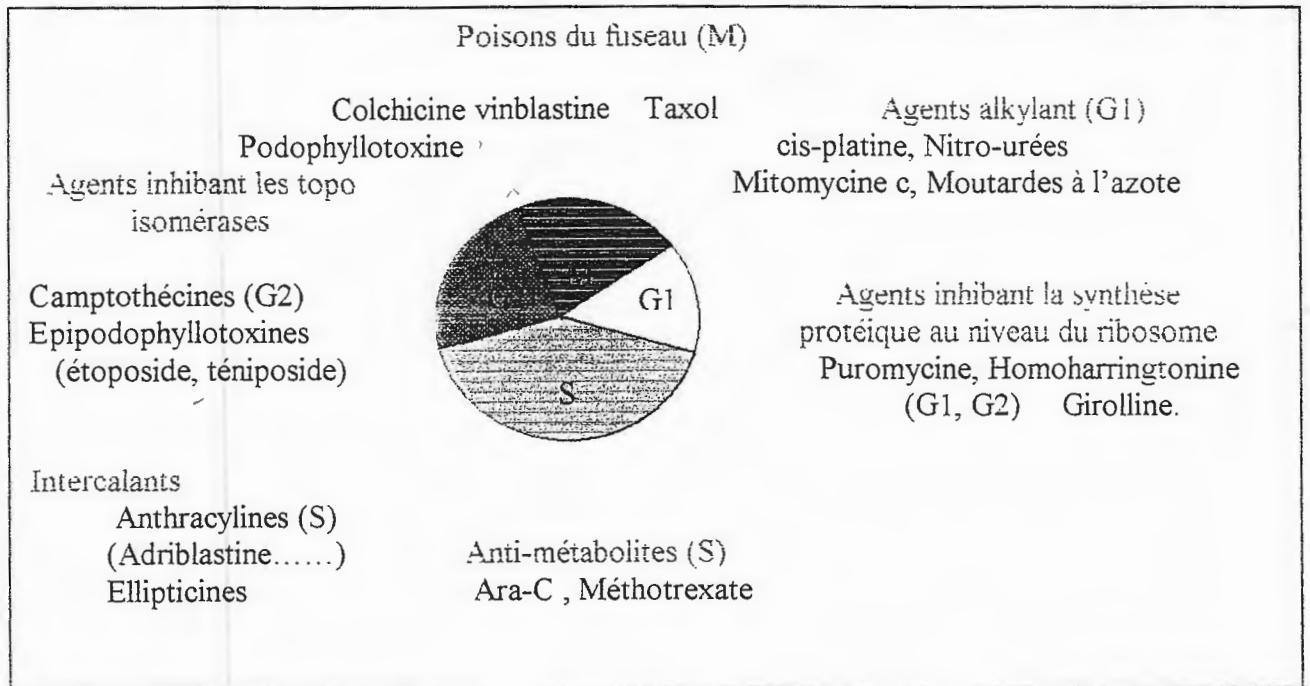 Poisons du fuseau (M)
Colchicine vinblastine Taxol
Podophyllotoxine
Agents alkylant (G1)
cis-platine, Nitro-urées
Mitomycine c, Moutardes à l'azote
Agents inhibant les topo
isomérases
Camptothécines (G2)
Epipodophyllotoxines
(étoposide, téniposide)
G1
S
Agents inhibant la synthèse
protéique au niveau du ribosome
Puromycine, Homoharringtonine
(G1, G2) Girolline.
Intercalants
Anthracylines (S)
(Adriblastine......)
Ellipticines
Anti-métabolites (S)
Ara-C , Méthotrexate